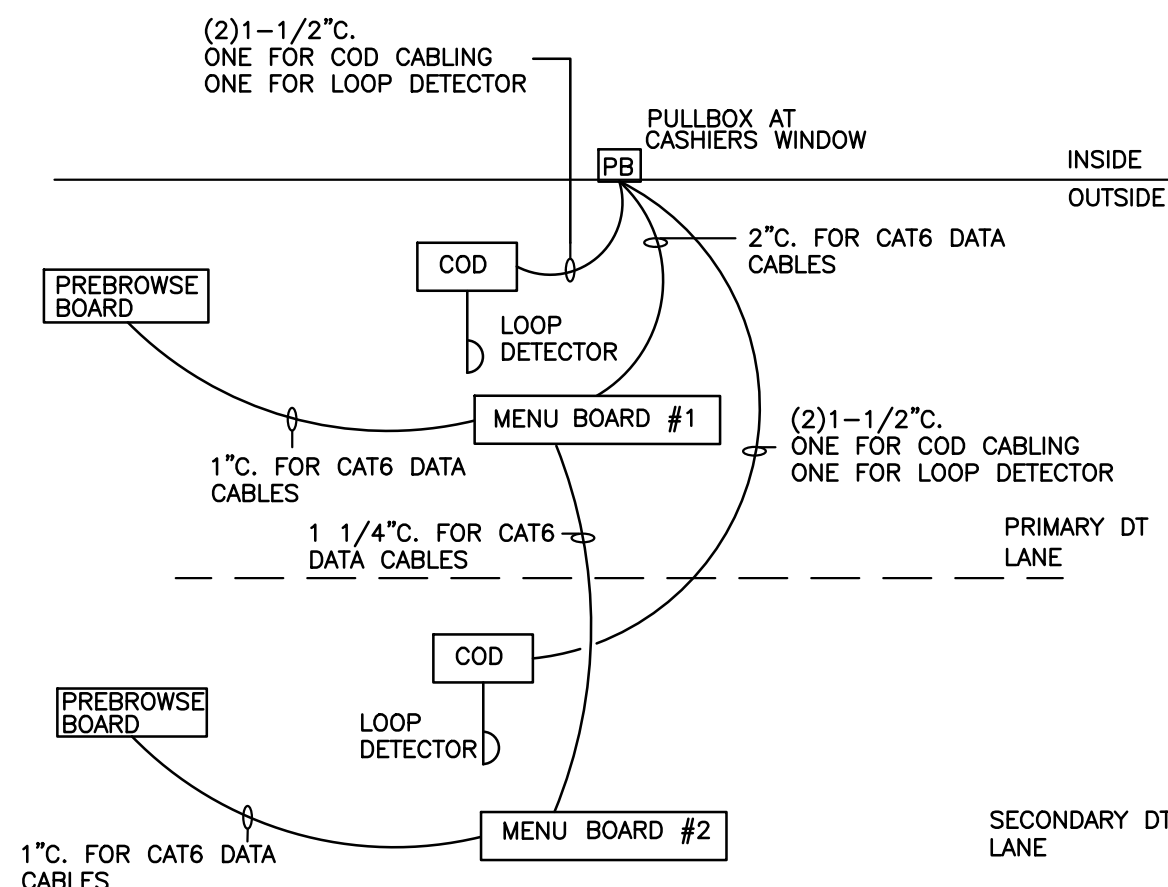 (2)1-1/2"C.
ONE FOR COD CABLING
ONE FOR LOOP DETECTOR
PULLBOX AT
CASHIERS WINDOW
PB
INSIDE
OUTSIDE
COD
2"C. FOR CAT6 DATA
CABLES
PREBROWSE
BOARD
LOOP
DETECTOR
MENU BOARD #1
(2)1-1/2"C.
ONE FOR COD CABLING
ONE FOR LOOP DETECTOR
1"C. FOR CAT6 DATA
CABLES
1 1/4"C. FOR CAT6
DATA CABLES
PRIMARY DT
LANE
COD
PREBROWSE
BOARD
LOOP
DETECTOR
MENU BOARD #2
SECONDARY DT
LANE
1"C. FOR CAT6 DATA
CABLES